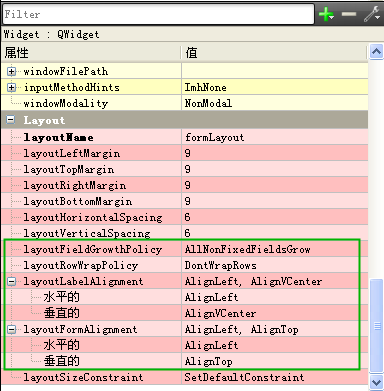 Filter
Widget : QWidget
属性 值
windowFilePath
inputMethodHints ImhNone
windowModality NonModal
Layout
layoutName formLayout
layoutLeftMargin 9
layoutTopMargin 9
layoutRightMargin 9
layoutBottomMargin 9
layoutHorizontalSpacing 6
layoutVerticalSpacing 6
layoutFieldGrowthPolicy AllNonFixedFieldsGrow
layoutRowWrapPolicy DontWrapRows
layoutLabelAlignment AlignLeft, AlignVCenter
水平的 AlignLeft
垂直的 AlignVCenter
layoutFormAlignment AlignLeft, AlignTop
水平的 AlignLeft
垂直的 AlignTop
layoutSizeConstraint SetDefaultConstraint